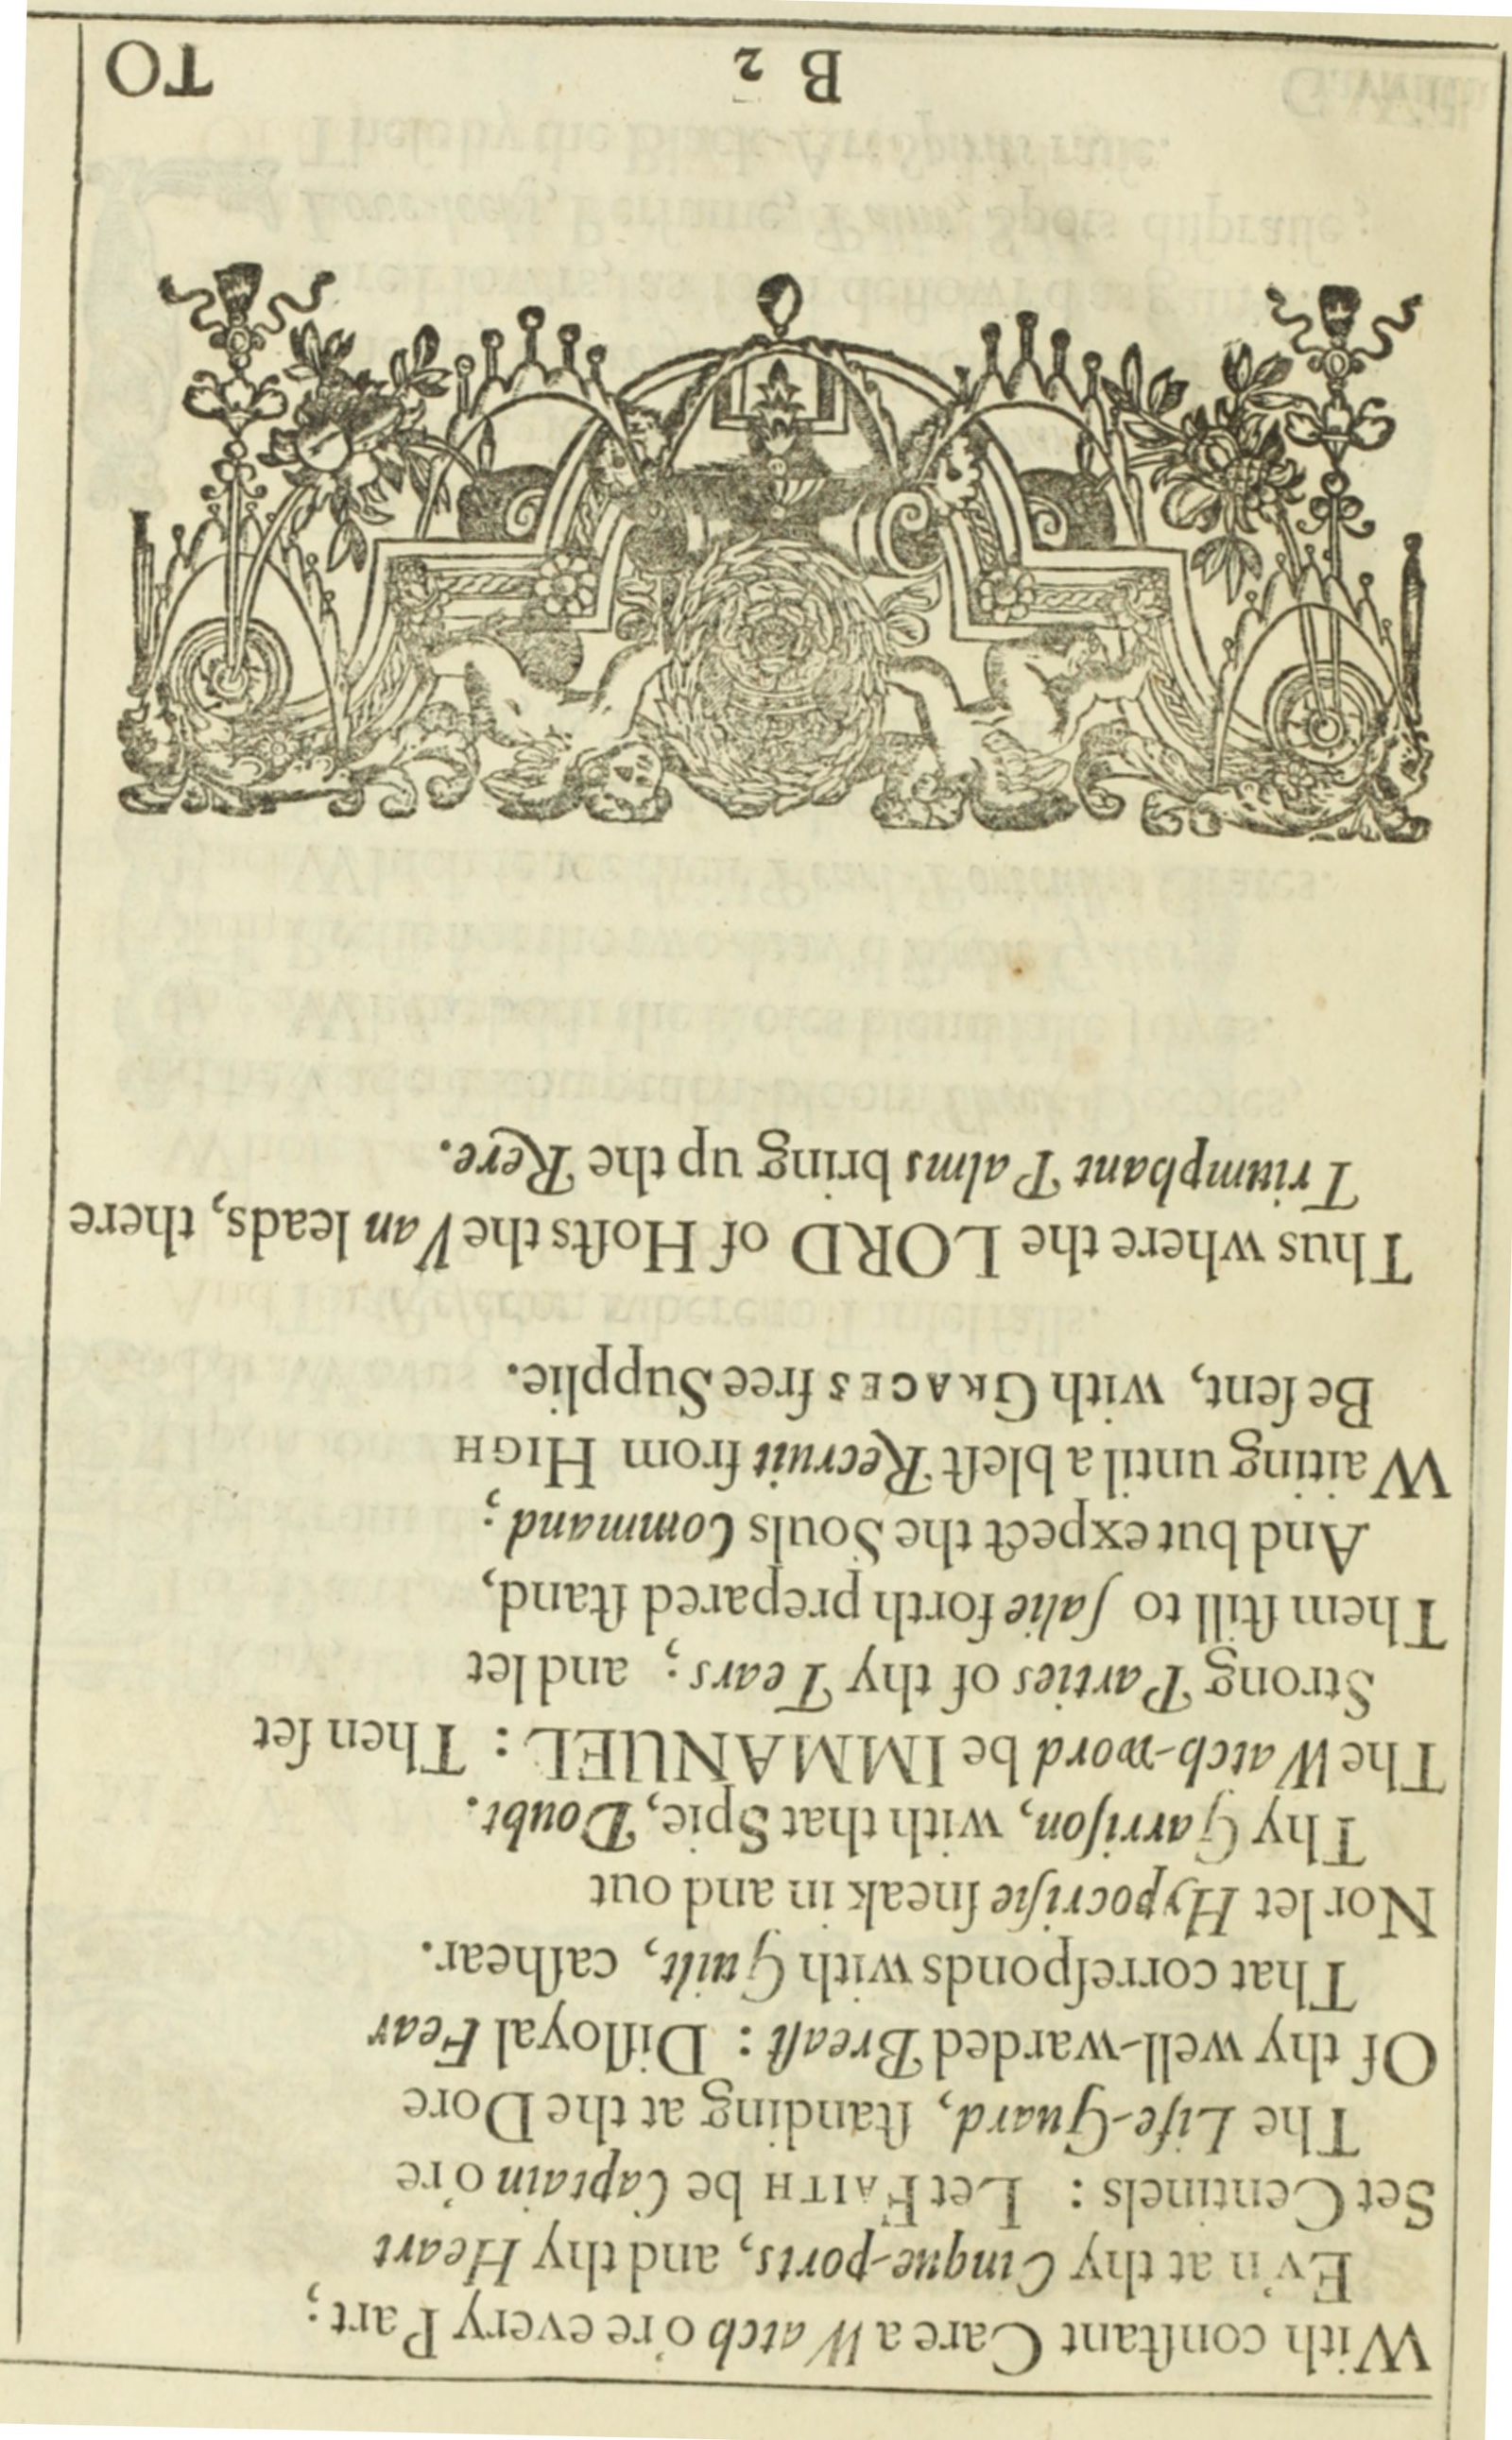 With conſtant Care a Watch o're every Part;
Ev'n at thy Cinque-ports, and thy Heart
Set Centinels: Let FAITH be Captain o're
The Life-Guard, ſtanding at the Dore
Of thy well-warded Breaſt: Diſloyal Fear
That correſponds with Guilt, caſhear.
Nor let Hypocriſie ſneak in and out
Thy Garriſon, with that Spie, Doubt.
The Watch-word be IMMANUEL: Then ſet
Strong Parties of thy Tears; and let
Them ſtill to ſalie forth prepared ſtand,
And but expect the Souls Command;
Waiting until a bleſt Recruit from HIGH
Be ſent, with GRACES free Supplie.
Thus where the LORD of Hoſts the Van leads, there
Triumphant Palms bring up the Rere.
B 2
TO